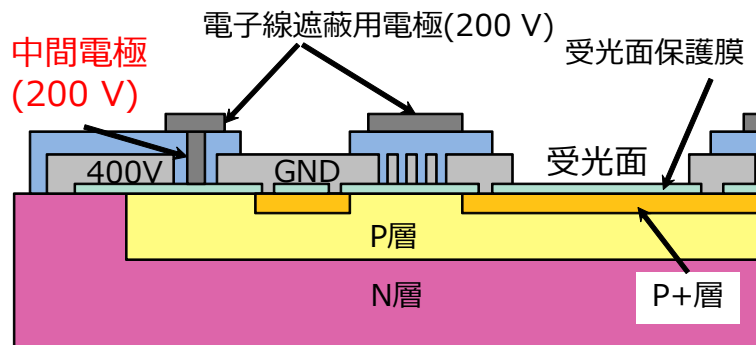 電子線遮蔽用電極(200 V)
中間電極
(200 V)
受光面保護膜
400V
GND
受光面
P層
P+層
N層